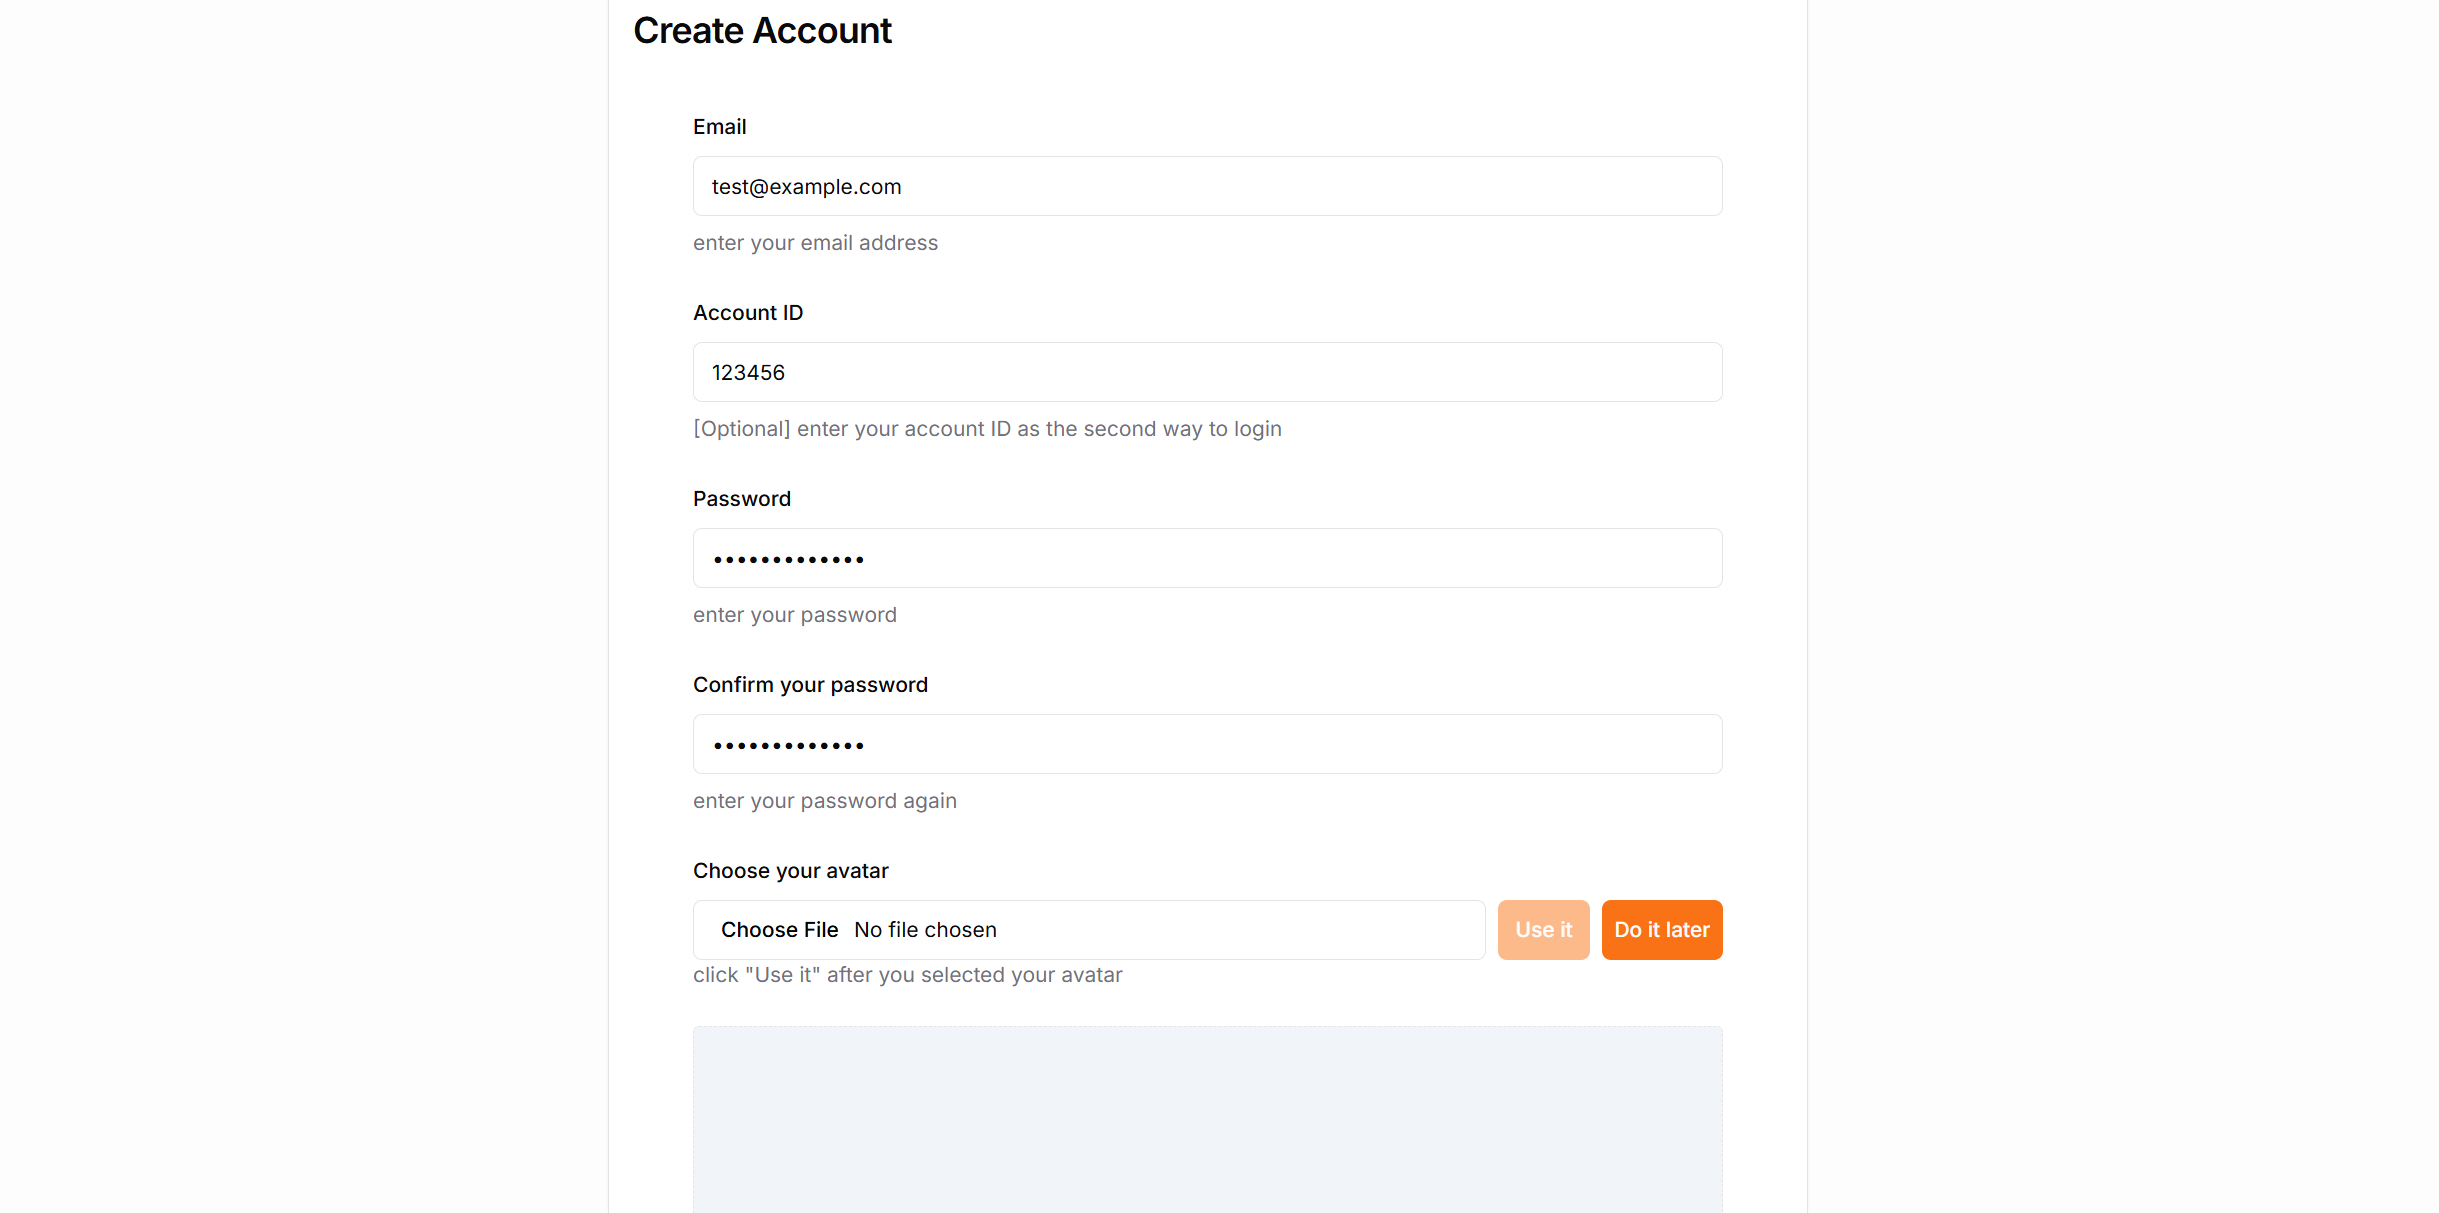 Create Account
Email
test@example.com
enter your email address
Account ID
123456
[Optional] enter your account ID as the second way to login
Password
•••••••••••••
enter your password
Confirm your password
•••••••••••••
enter your password again
Choose your avatar
Choose File No file chosen
Use it
Do it later
click "Use it" after you selected your avatar